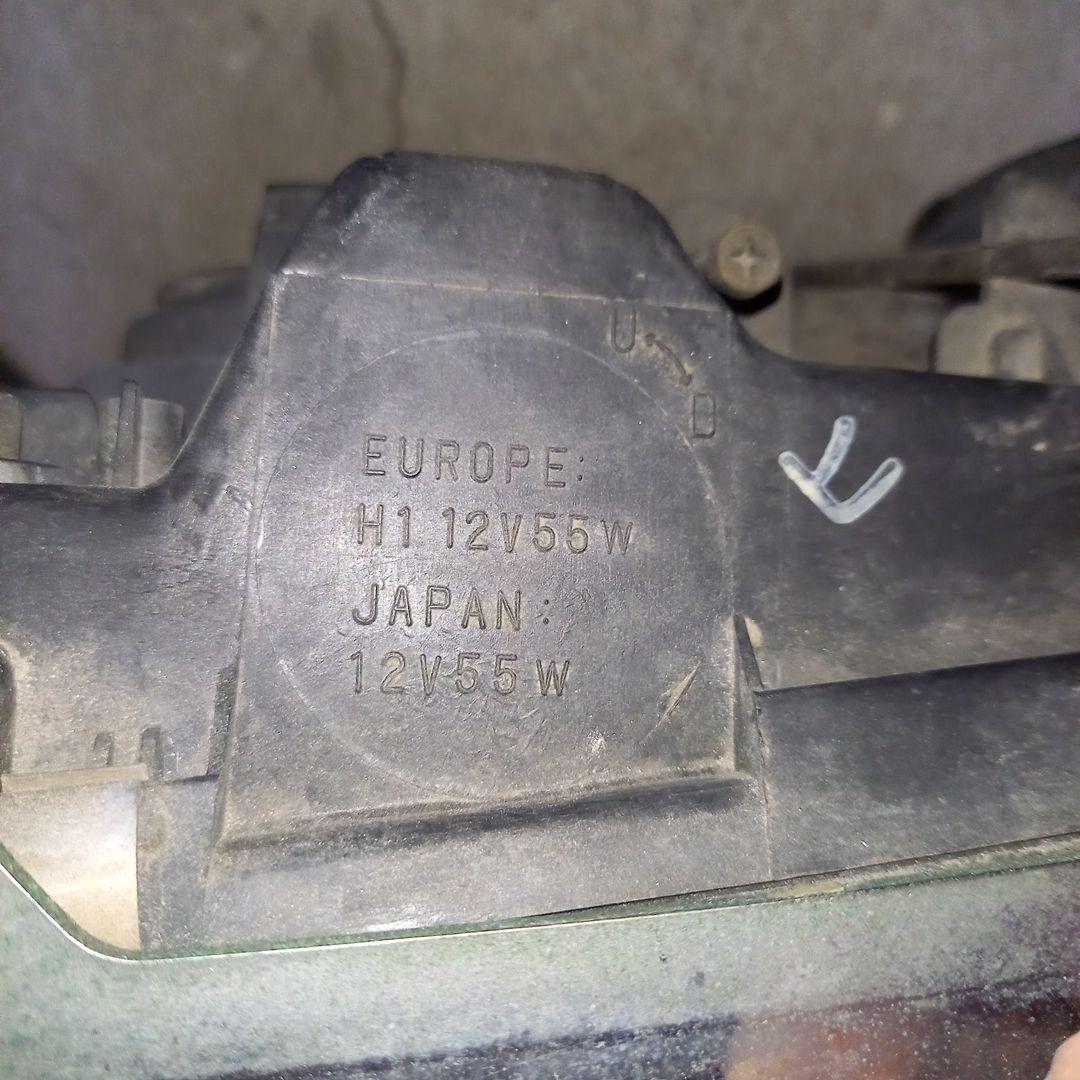 U D
EUROPE:
H1 12V55W
JAPAN:
12V55W